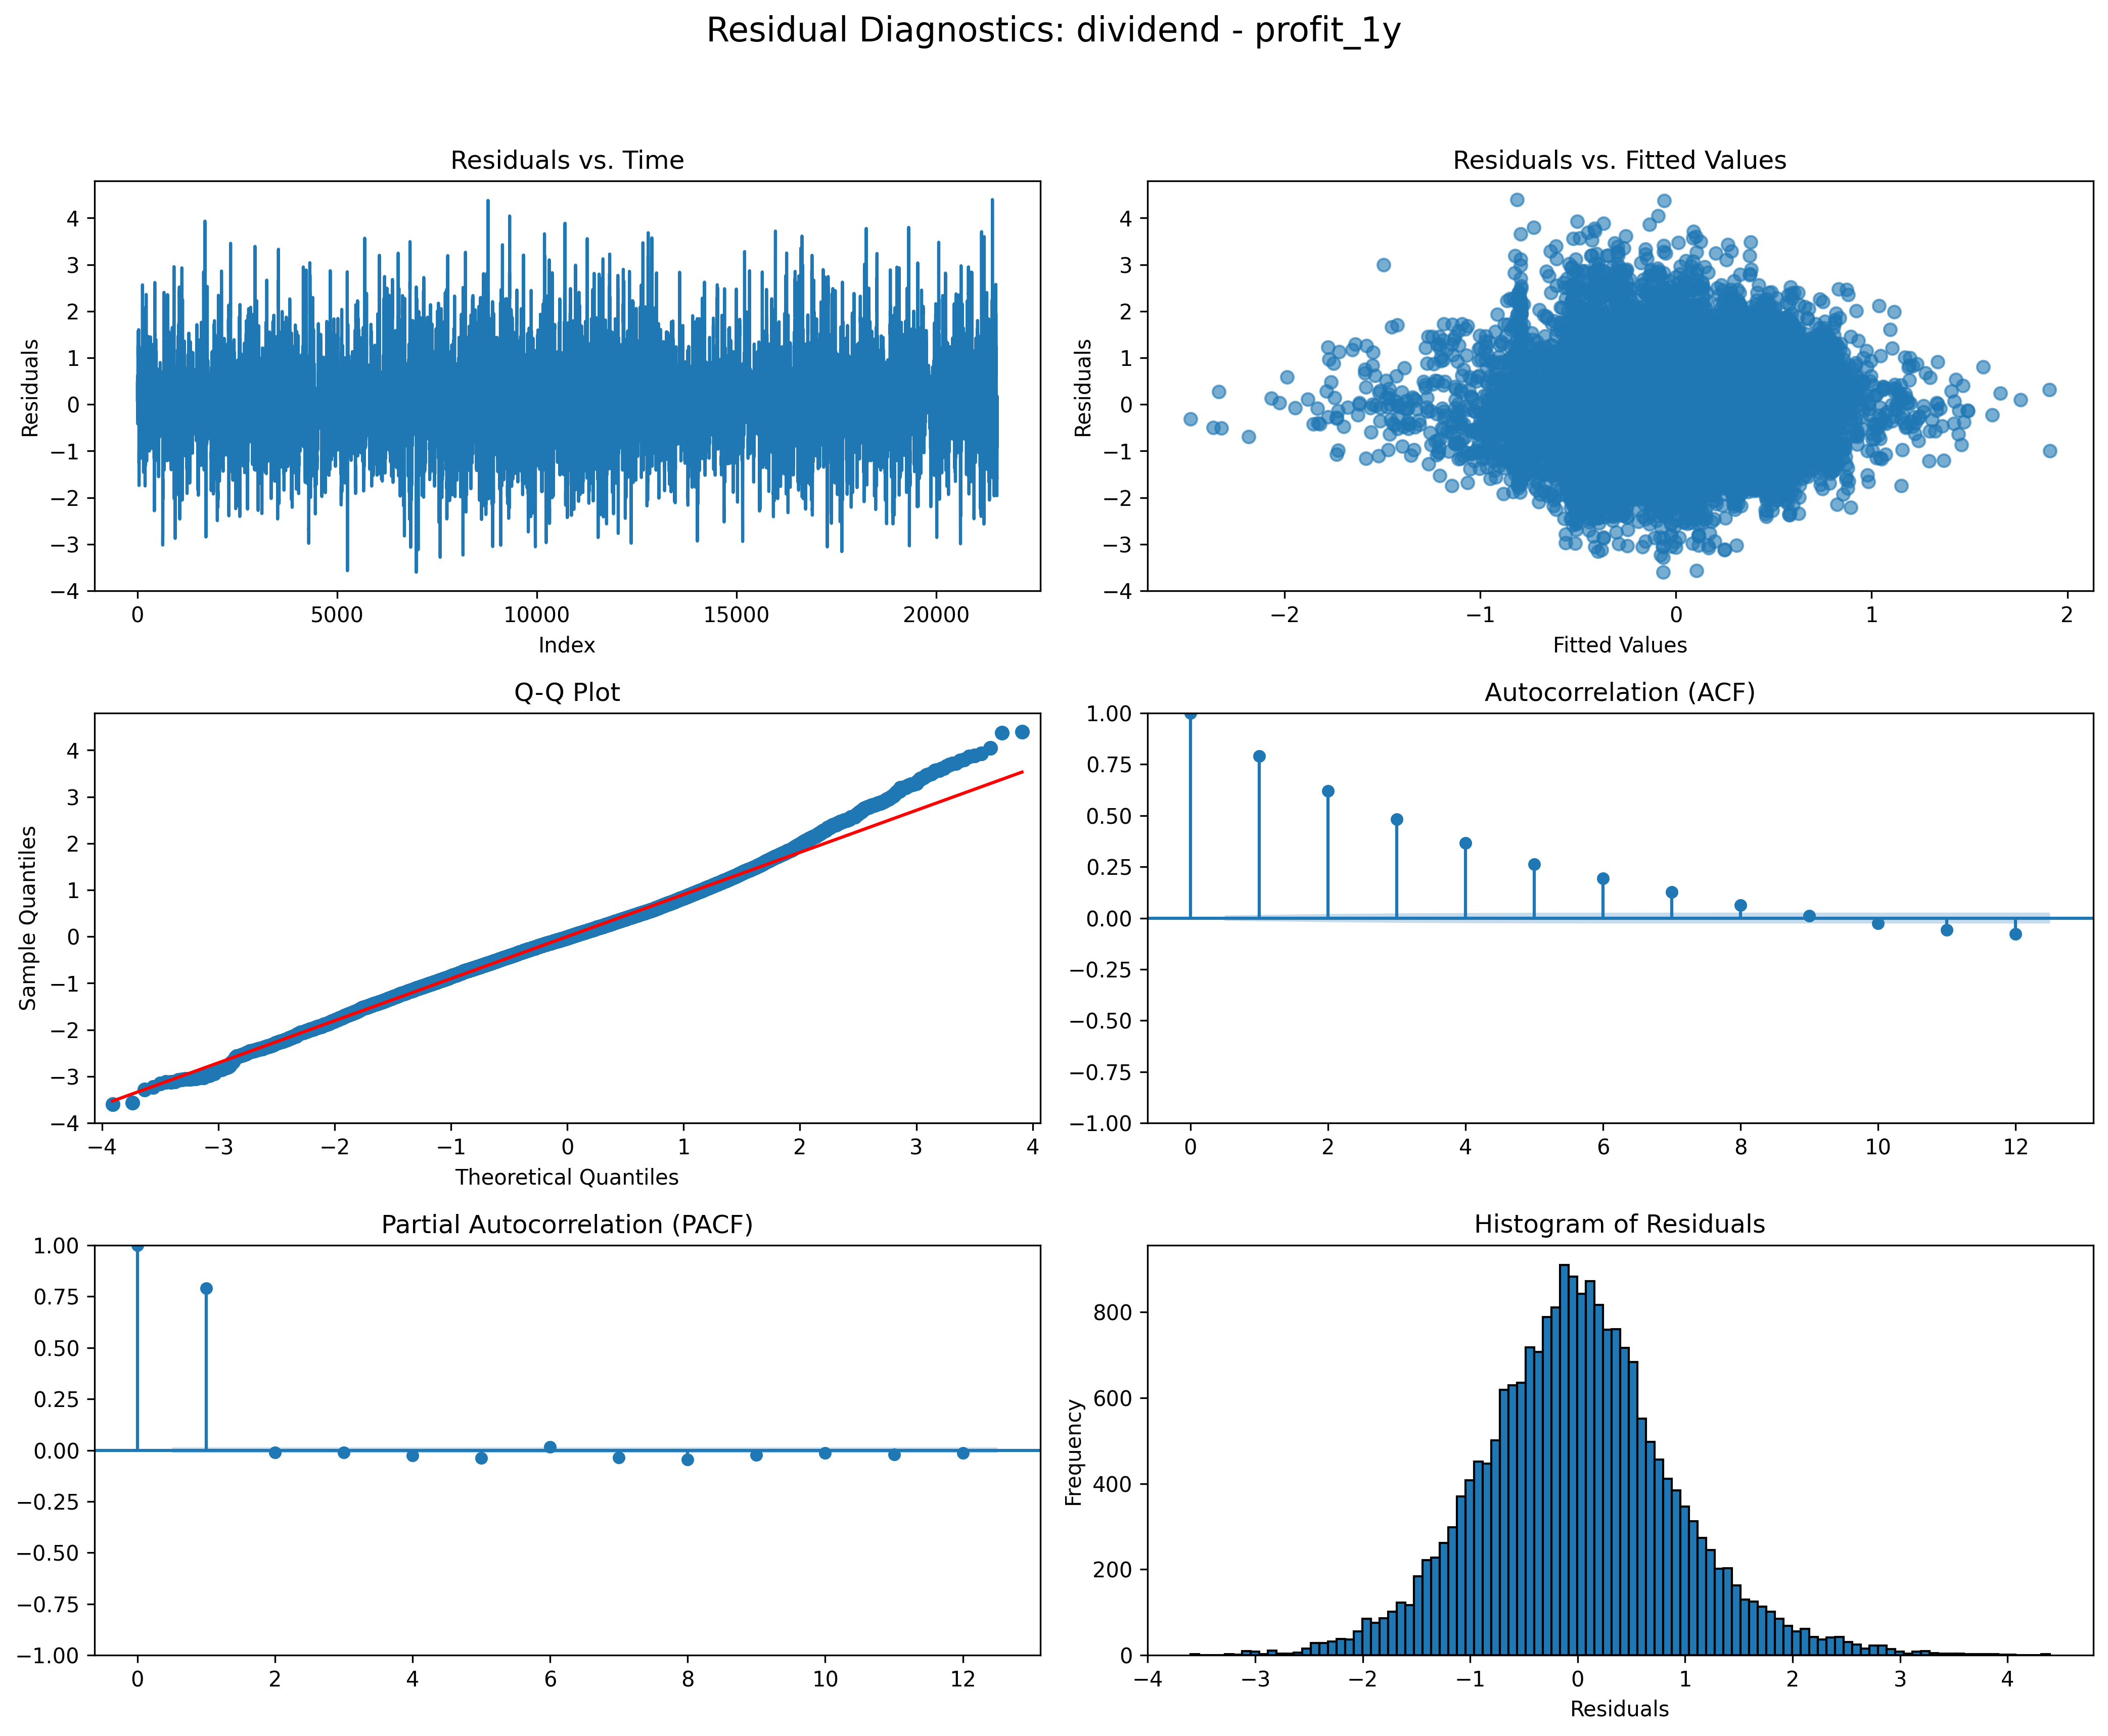 Residual Diagnostics: dividend - profit_1y
Residuals vs. Time
Residuals
4
3
2
1
0
−1
−2
−3
−4
0 5000 10000 15000 20000
Index
Residuals vs. Fitted Values
Residuals
4
3
2
1
0
−1
−2
−3
−4
−2 −1 0 1 2
Fitted Values
Q-Q Plot
Sample Quantiles
4
3
2
1
0
−1
−2
−3
−4
−4 −3 −2 −1 0 1 2 3 4
Theoretical Quantiles
Autocorrelation (ACF)
1.00
0.75
0.50
0.25
0.00
−0.25
−0.50
−0.75
−1.00
0 2 4 6 8 10 12
Partial Autocorrelation (PACF)
1.00
0.75
0.50
0.25
0.00
−0.25
−0.50
−0.75
−1.00
0 2 4 6 8 10 12
Histogram of Residuals
Frequency
800
600
400
200
0
−4 −3 −2 −1 0 1 2 3 4
Residuals